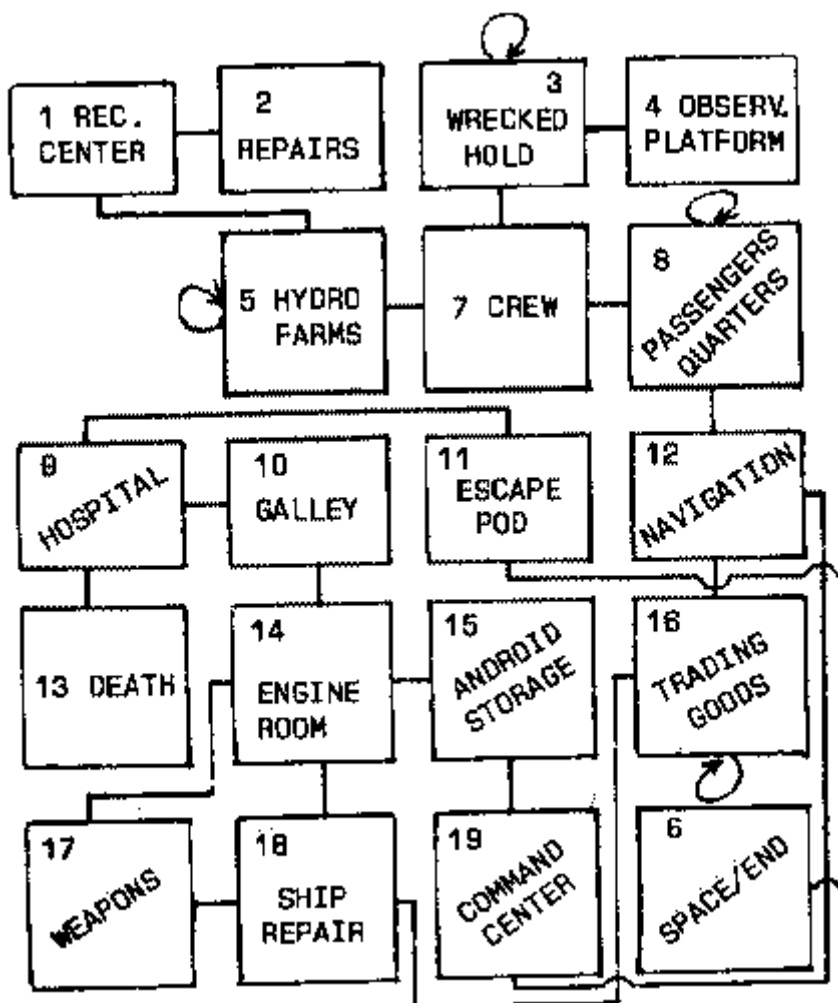 1 REC.
CENTER
2
REPAIRS
3
WRECKED
HOLD
4 OBSERV.
PLATFORM
5 HYDRO
FARMS
7 CREW
8
PASSENGERS
QUARTERS
9
HOSPITAL
10
GALLEY
11
ESCAPE
POD
12
NAVIGATION
13 DEATH
14
ENGINE
ROOM
15
ANDROID
STORAGE
16
TRADING
GOODS
17
WEAPONS
18
SHIP
REPAIR
19
COMMAND
CENTER
6
SPACE/END